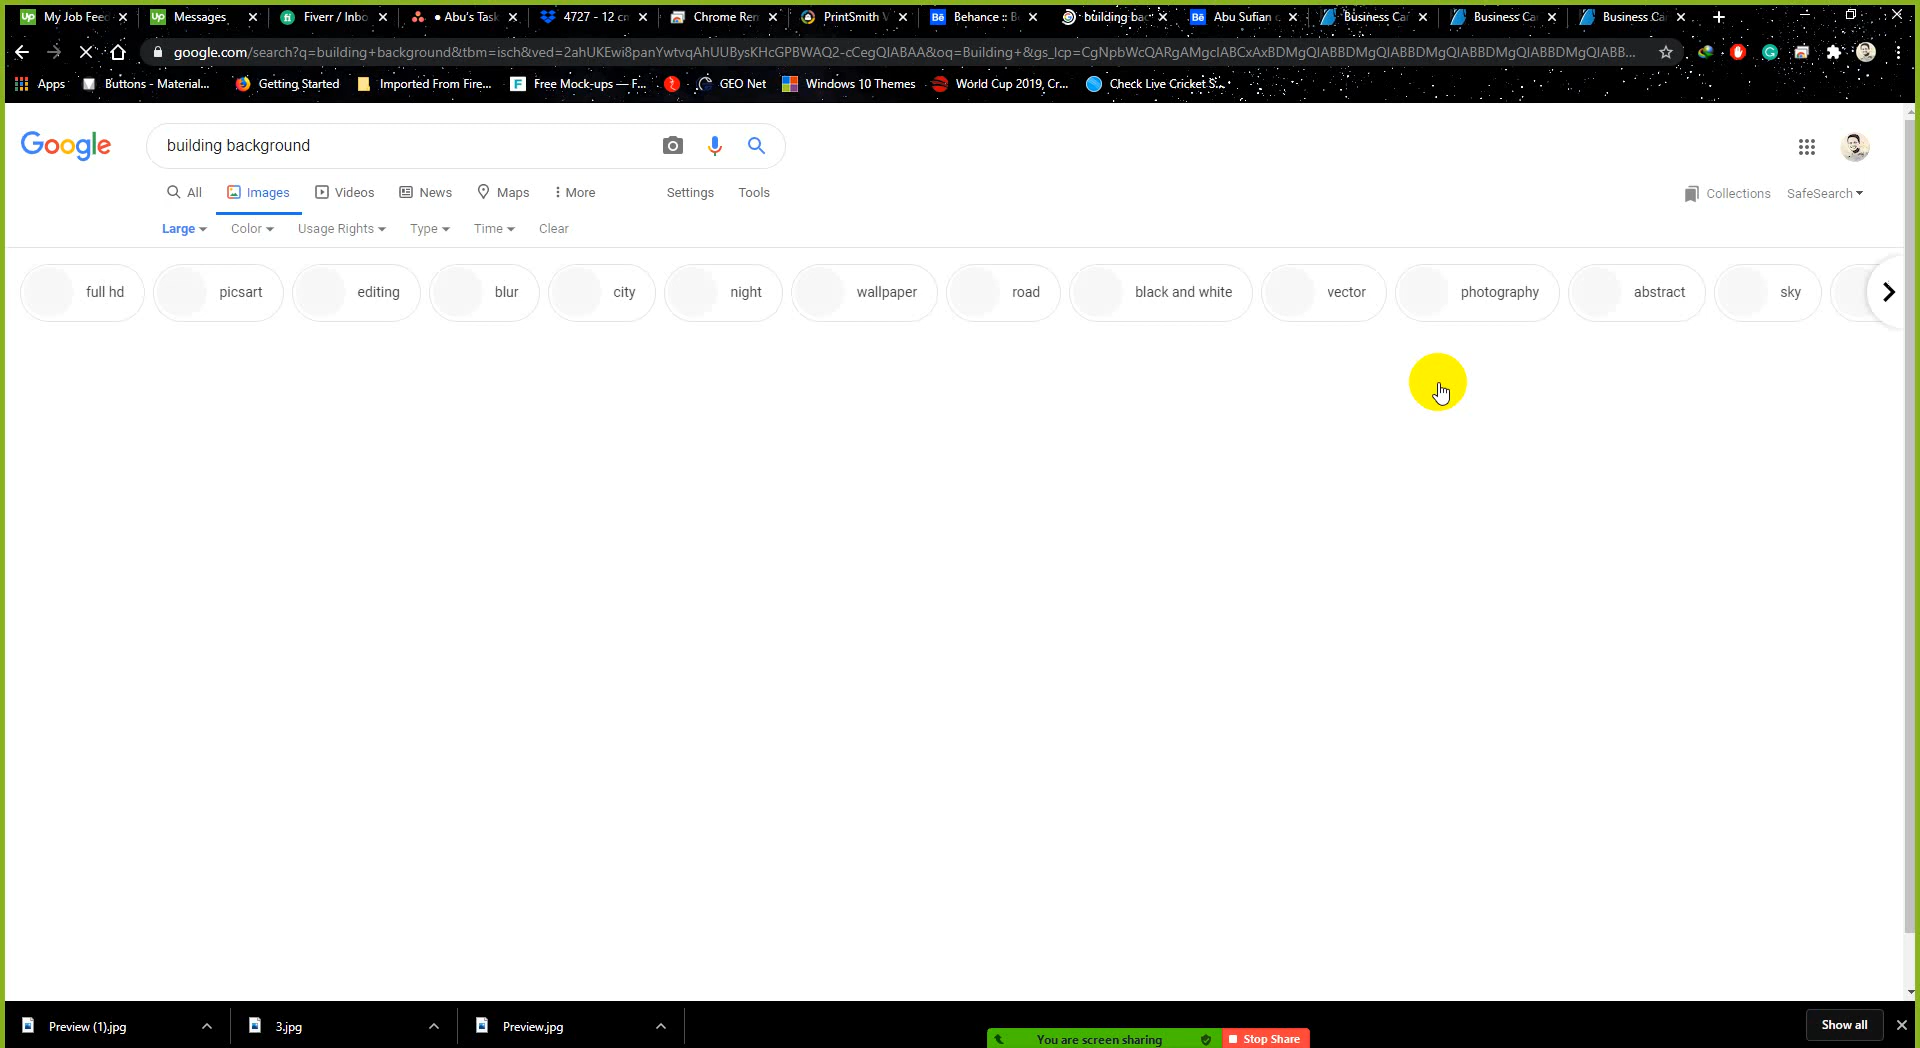 My Job Feed Messages Fiverr / Inbo • Abu's Task 4727 - 12 cm Chrome Rem PrintSmith V Behance :: B building bac Abu Sufian Business Ca Business Ca Business Ca
google.com/search?q=building+background&tbm=isch&ved=2ahUKEwi8panYwtvqAhUUBysKHcGPBWAQ2-cCegQIABAA&oq=Building+&gs_lcp=CgNpbWcQARgAMgcIABCxAxBDMgQIABBDMgQIABBDMgQIABBDMgQIABBDMgQIABBDMgQIABB...
Apps Buttons - Material... Getting Started Imported From Fire... Free Mock-ups — F... GEO Net Windows 10 Themes World Cup 2019, Cr... Check Live Cricket S...
Google building background
All Images Videos News Maps More Settings Tools Collections SafeSearch
Large Color Usage Rights Type Time Clear
full hd picsart editing blur city night wallpaper road black and white vector photography abstract sky
Preview (1).jpg 3.jpg Preview.jpg Show all
You are screen sharing Stop Share